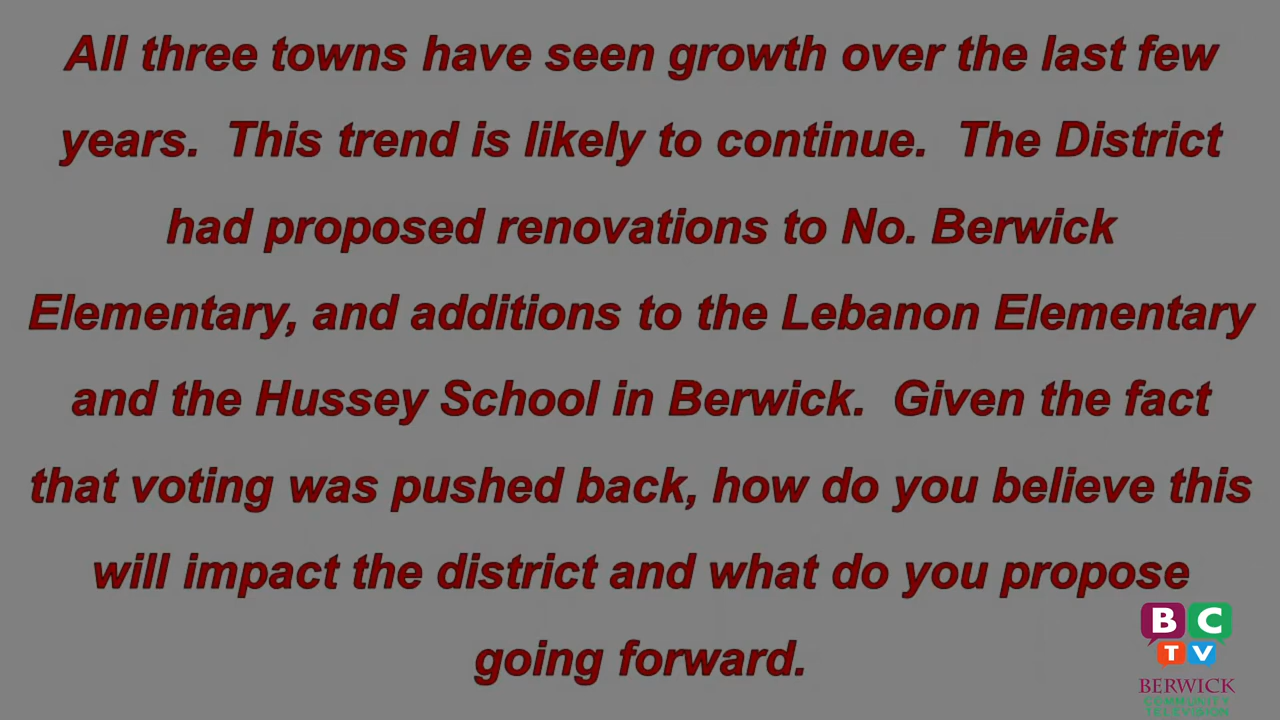 All three towns have seen growth over the last few
years.  This trend is likely to continue.  The District
had proposed renovations to No. Berwick
Elementary, and additions to the Lebanon Elementary
and the Hussey School in Berwick.  Given the fact
that voting was pushed back, how do you believe this
will impact the district and what do you propose
going forward.
B C
T V
BERWICK
COMMUNITY
TELEVISION